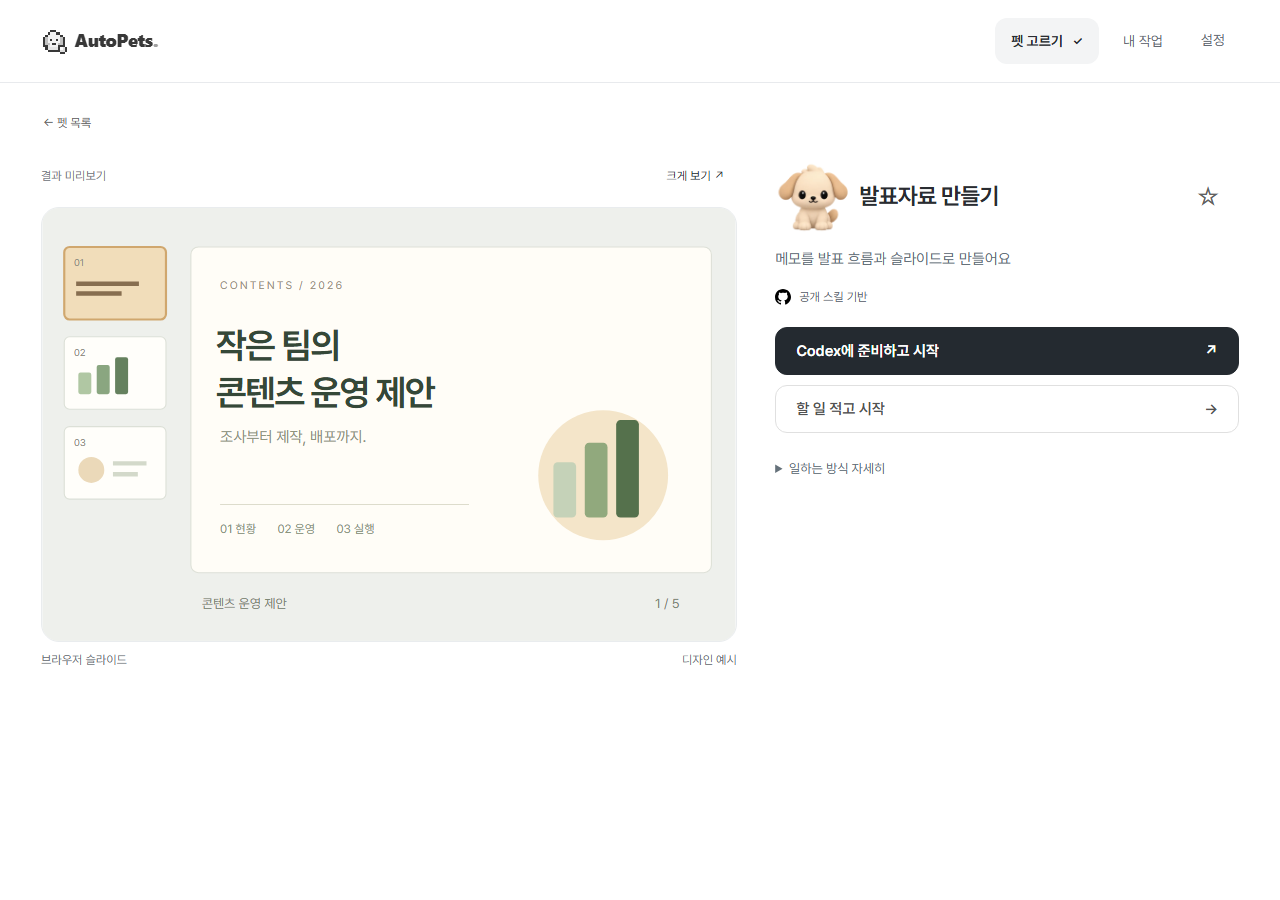 AutoPets.
펫 고르기 ✓
내 작업
설정
← 펫 목록
결과 미리보기
크게 보기 ↗
01
02
03
CONTENTS / 2026
작은 팀의
콘텐츠 운영 제안
조사부터 제작, 배포까지.
01 현황
02 운영
03 실행
콘텐츠 운영 제안
1 / 5
브라우저 슬라이드
디자인 예시
발표자료 만들기
메모를 발표 흐름과 슬라이드로 만들어요
공개 스킬 기반
Codex에 준비하고 시작 ↗
할 일 적고 시작 →
▶ 일하는 방식 자세히